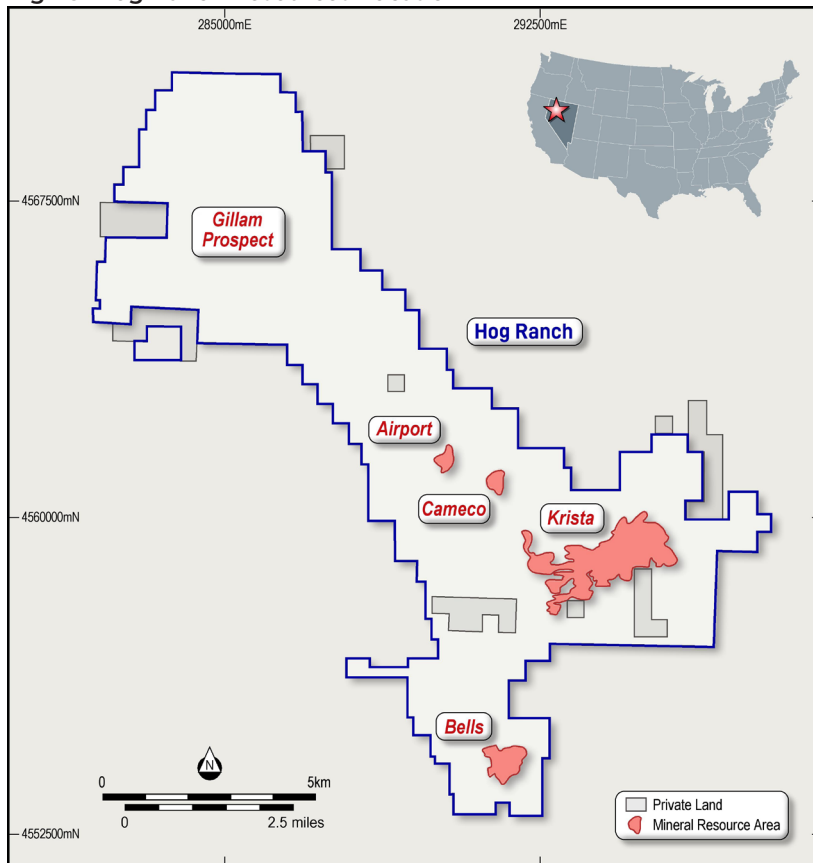 285000mE
292500mE
4567500mN
Gillam
Prospect
Hog Ranch
Airport
Cameco
Krista
4560000mN
Bells
N
0
5km
0
2.5 miles
4552500mN
Private Land
Mineral Resource Area